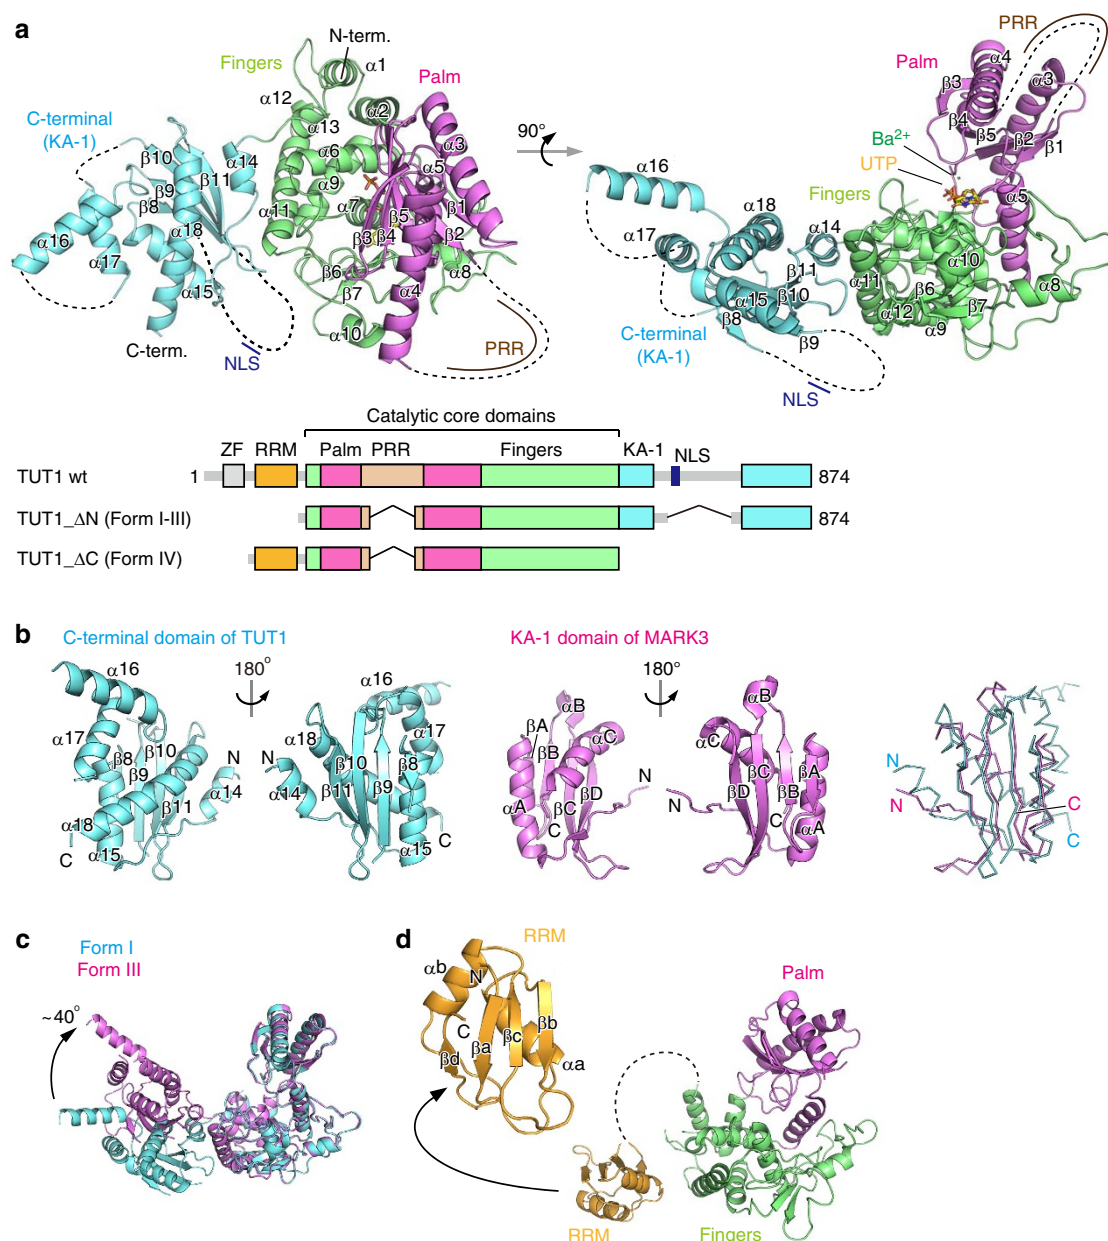 a
N-term.
Fingers
α1
Palm
α12
α2
α13
C-terminal
(KA-1)
α3
β10
α14
α6
α5
β11
β9
α9
β8
α7
β1
α11
β5
α18
α16
β3
β4
β2
α17
β6
α8
α15
β7
α4
α10
C-term.
NLS
PRR
90°
PRR
Palm
α4
β3
α3
β4
β5
β2
β1
Ba2+
UTP
α16
Fingers
α18
α5
α17
α14
α10
β11
α11
α8
α15
β10
β6
β7
β8
α12
α9
C-terminal
(KA-1)
β9
NLS
Catalytic core domains
ZF RRM Palm PRR Fingers KA-1 NLS
TUT1 wt 1 874
TUT1_ΔN (Form I-III) 874
TUT1_ΔC (Form IV)
b
C-terminal domain of TUT1
KA-1 domain of MARK3
α16
180°
α16
α17
β8
β10
β9
N
α14
β11
α18
C
α15
N
α18
α17
β10
β8
α14
β11
β9
α15
C
180°
αB
βA
αC
βB
N
αA
βC
βD
C
αB
αC
βC
βA
βD
βB
N
C
αA
N
N
C
C
c
Form I
Form III
~40°
d
RRM
αb
N
C
βa
βc
βb
βd
αa
Palm
RRM
Fingers